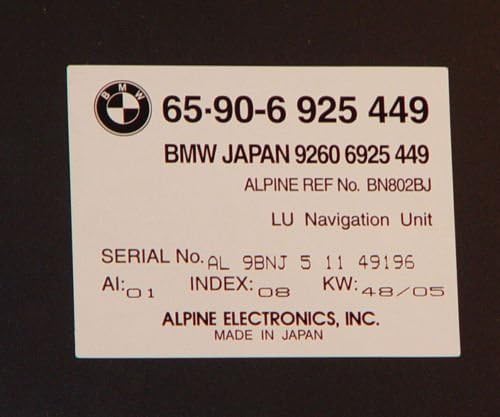 BMW
65·90-6 925 449
BMW JAPAN 9260 6925 449
ALPINE REF No. BN802BJ
LU Navigation Unit
SERIAL No. AL 9BNJ 5 11 49196
AI: 01 INDEX: 08 KW: 48/05
ALPINE ELECTRONICS, INC.
MADE IN JAPAN